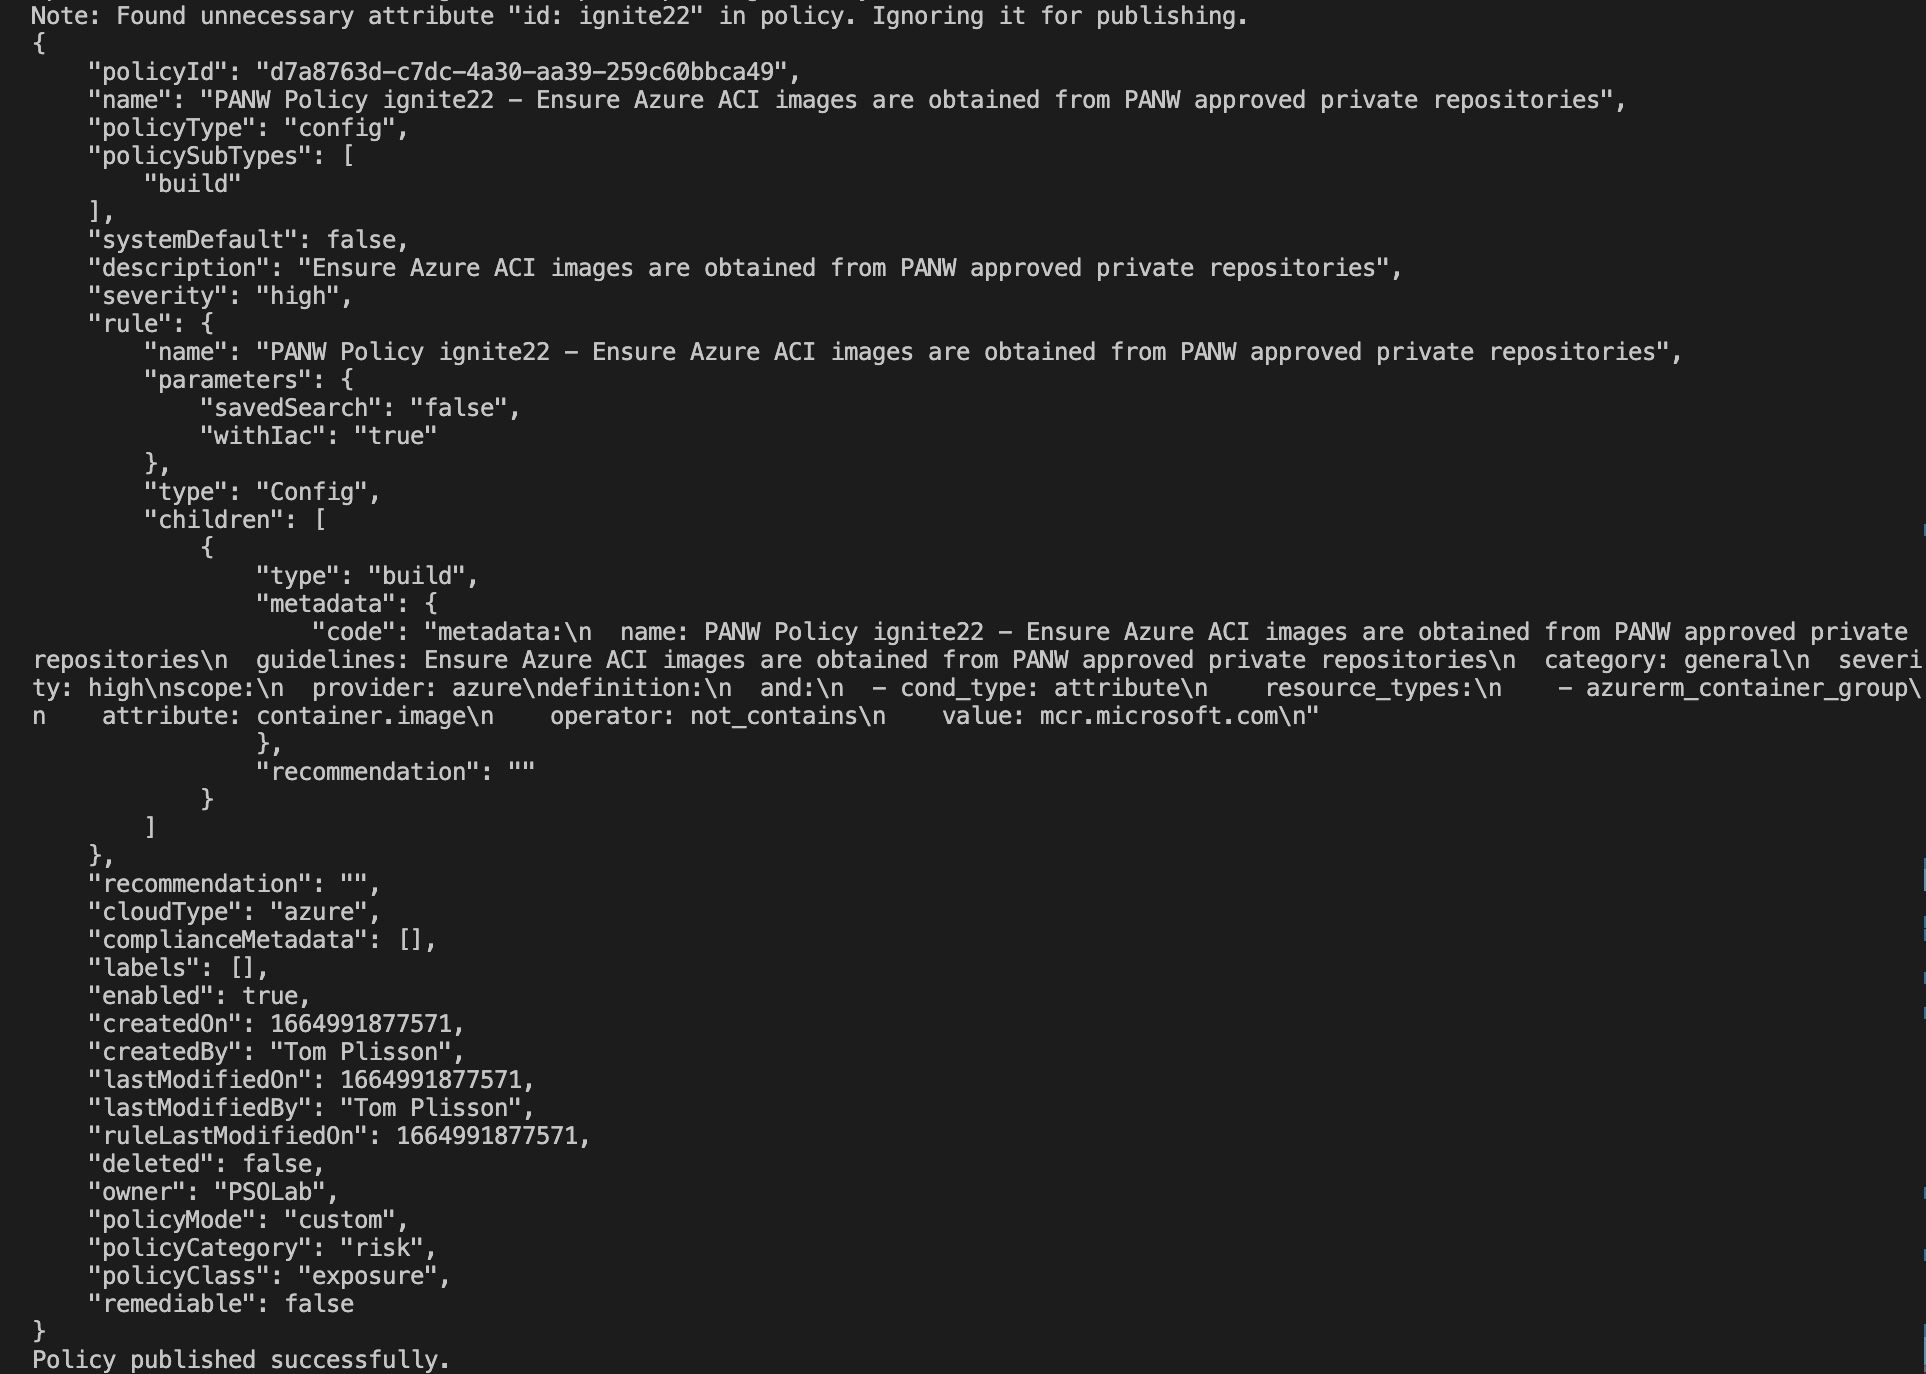 Note: Found unnecessary attribute "id: ignite22" in policy. Ignoring it for publishing.
{
    "policyId": "d7a8763d-c7dc-4a30-aa39-259c60bbca49",
    "name": "PANW Policy ignite22 - Ensure Azure ACI images are obtained from PANW approved private repositories",
    "policyType": "config",
    "policySubTypes": [
        "build"
    ],
    "systemDefault": false,
    "description": "Ensure Azure ACI images are obtained from PANW approved private repositories",
    "severity": "high",
    "rule": {
        "name": "PANW Policy ignite22 - Ensure Azure ACI images are obtained from PANW approved private repositories",
        "parameters": {
            "savedSearch": "false",
            "withIac": "true"
        },
        "type": "Config",
        "children": [
            {
                "type": "build",
                "metadata": {
                    "code": "metadata:\n  name: PANW Policy ignite22 - Ensure Azure ACI images are obtained from PANW approved private
repositories\n  guidelines: Ensure Azure ACI images are obtained from PANW approved private repositories\n  category: general\n  severi
ty: high\nscope:\n  provider: azure\ndefinition:\n  and:\n  - cond_type: attribute\n    resource_types:\n    - azurerm_container_group\
n    attribute: container.image\n    operator: not_contains\n    value: mcr.microsoft.com\n"
                },
                "recommendation": ""
            }
        ]
    },
    "recommendation": "",
    "cloudType": "azure",
    "complianceMetadata": [],
    "labels": [],
    "enabled": true,
    "createdOn": 1664991877571,
    "createdBy": "Tom Plisson",
    "lastModifiedOn": 1664991877571,
    "lastModifiedBy": "Tom Plisson",
    "ruleLastModifiedOn": 1664991877571,
    "deleted": false,
    "owner": "PSOLab",
    "policyMode": "custom",
    "policyCategory": "risk",
    "policyClass": "exposure",
    "remediable": false
}
Policy published successfully.